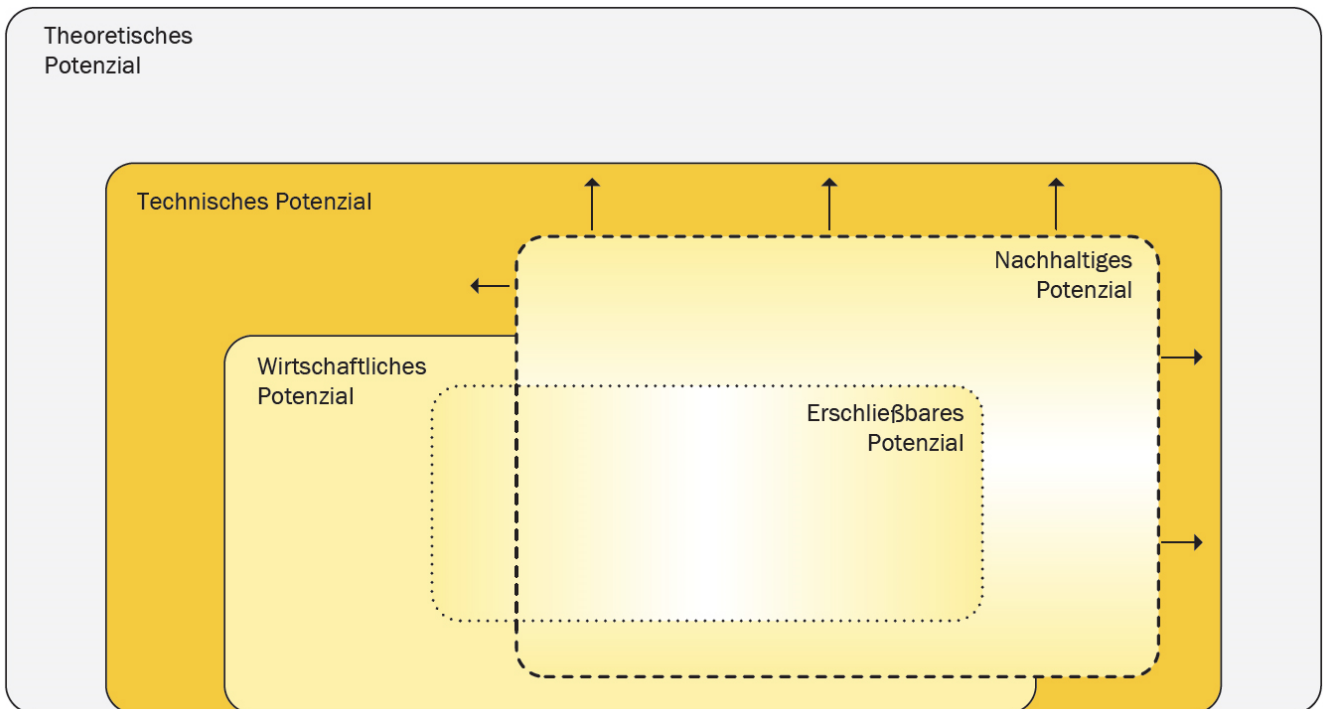 Theoretisches
Potenzial
Technisches Potenzial
Nachhaltiges
Potenzial
Wirtschaftliches
Potenzial
Erschließbares
Potenzial